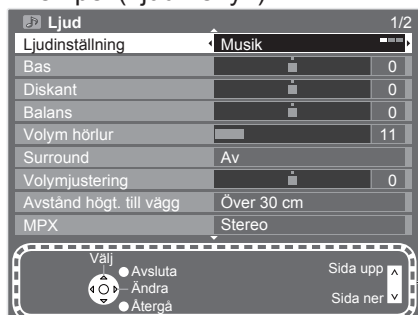 Ljud 1/2
Ljudinställning Musik
Bas 0
Diskant 0
Balans 0
Volym hörlur 11
Surround Av
Volymjustering 0
Avstånd högt. till vägg Över 30 cm
MPX Stereo
Välj
Avsluta
Ändra
Återgå
Sida upp
Sida ner